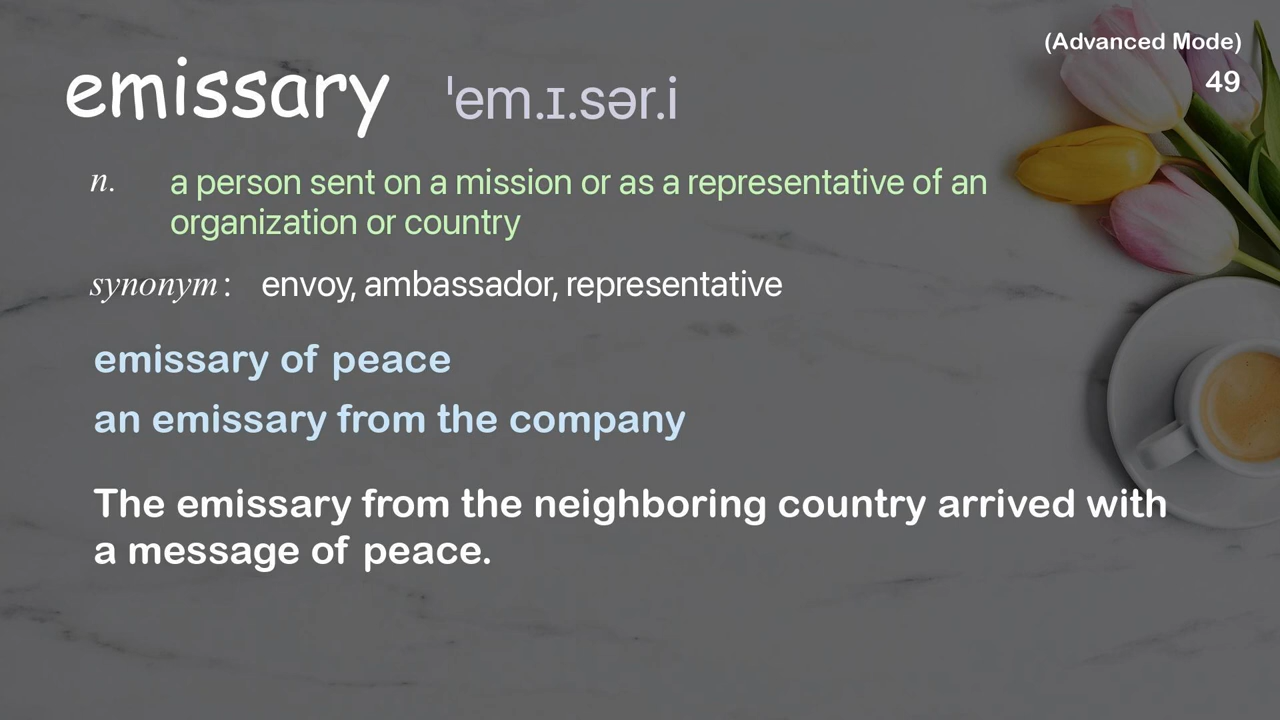 (Advanced Mode)
49
emissary ˈem.ɪ.sər.i
n. a person sent on a mission or as a representative of an
organization or country
synonym: envoy, ambassador, representative
emissary of peace
an emissary from the company
The emissary from the neighboring country arrived with
a message of peace.